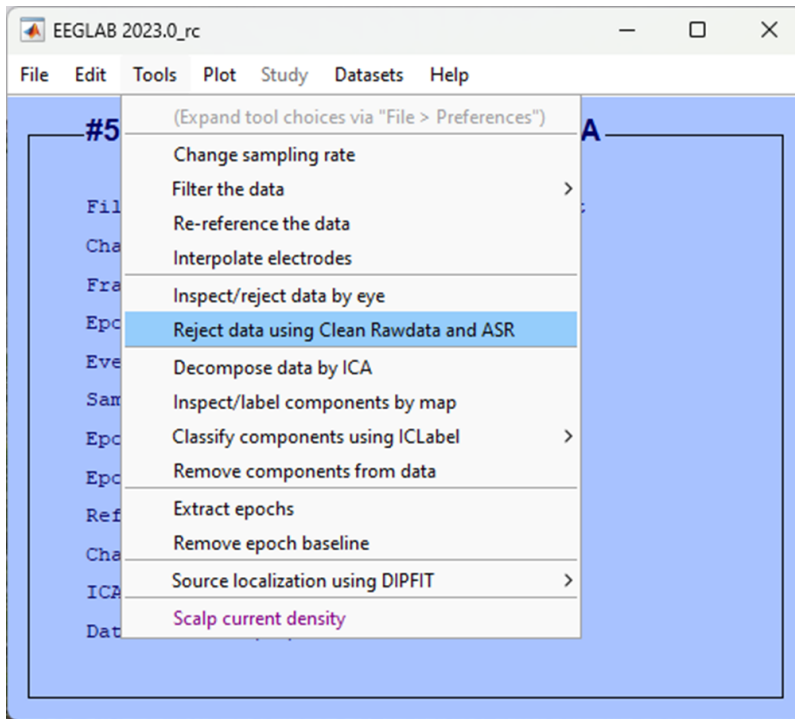 EEGLAB 2023.0_rc
File Edit Tools Plot Study Datasets Help
(Expand tool choices via "File > Preferences")
#5 A
Change sampling rate
Filter the data
Fil
Re-reference the data
Cha
Interpolate electrodes
Fra
Inspect/reject data by eye
Epo
Reject data using Clean Rawdata and ASR
Eve
Decompose data by ICA
Sam
Inspect/label components by map
Epo
Classify components using ICLabel
Epo
Remove components from data
Ref
Extract epochs
Cha
Remove epoch baseline
ICA
Source localization using DIPFIT
Dat
Scalp current density